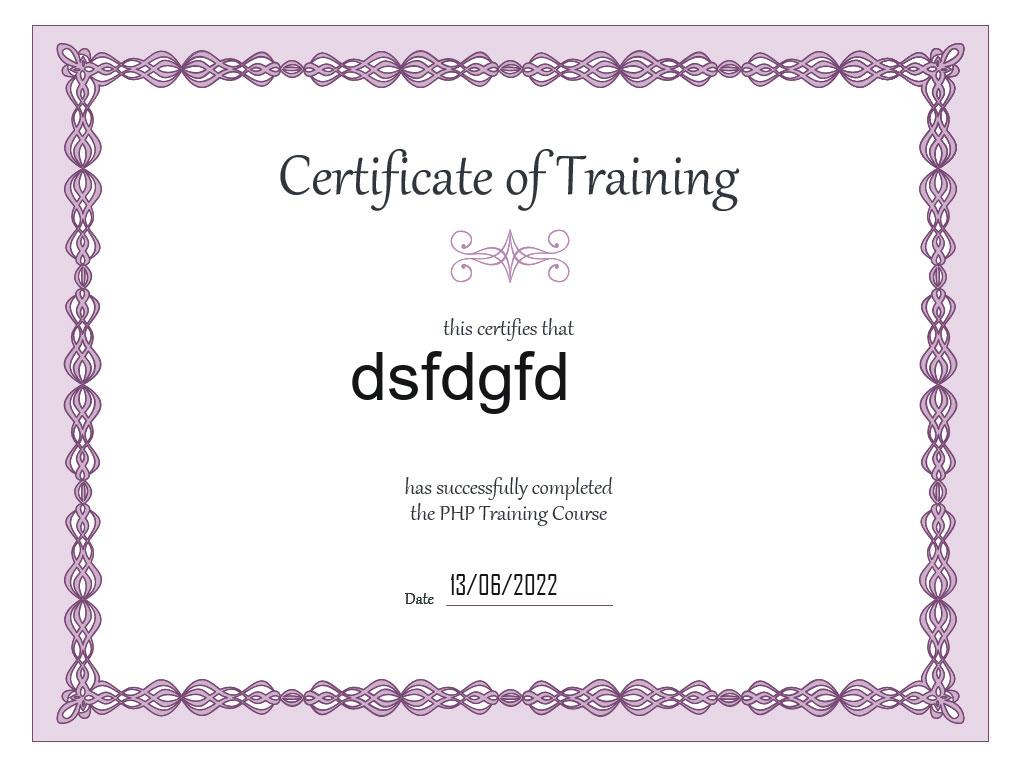 Certificate of Training
this certifies that
dsfdgfd
has successfully completed
the PHP Training Course
Date 13/06/2022